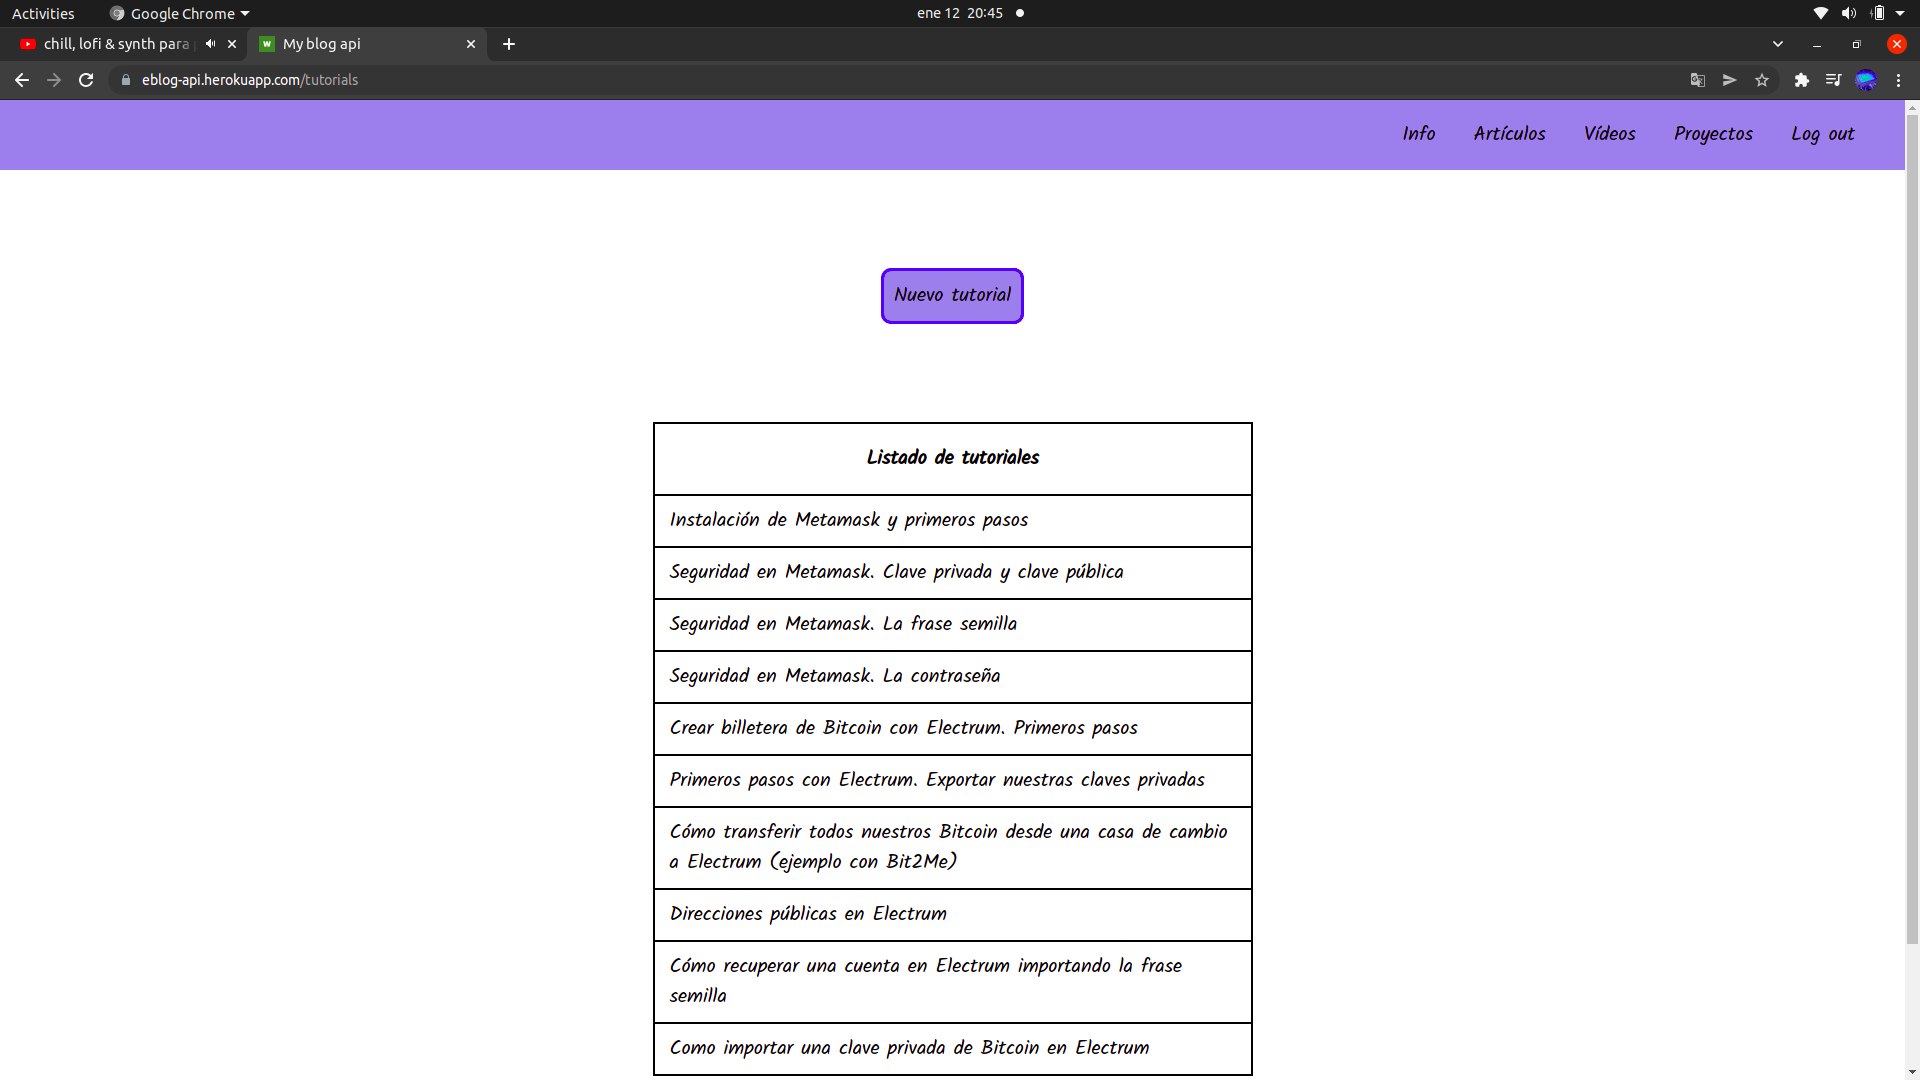 Activities
Google Chrome
ene 12 20:45
chill, lofi & synth para
My blog api
eblog-api.herokuapp.com/tutorials
Info
Artículos
Vídeos
Proyectos
Log out
Nuevo tutorial
Listado de tutoriales
Instalación de Metamask y primeros pasos
Seguridad en Metamask. Clave privada y clave pública
Seguridad en Metamask. La frase semilla
Seguridad en Metamask. La contraseña
Crear billetera de Bitcoin con Electrum. Primeros pasos
Primeros pasos con Electrum. Exportar nuestras claves privadas
Cómo transferir todos nuestros Bitcoin desde una casa de cambio
a Electrum (ejemplo con Bit2Me)
Direcciones públicas en Electrum
Cómo recuperar una cuenta en Electrum importando la frase
semilla
Como importar una clave privada de Bitcoin en Electrum